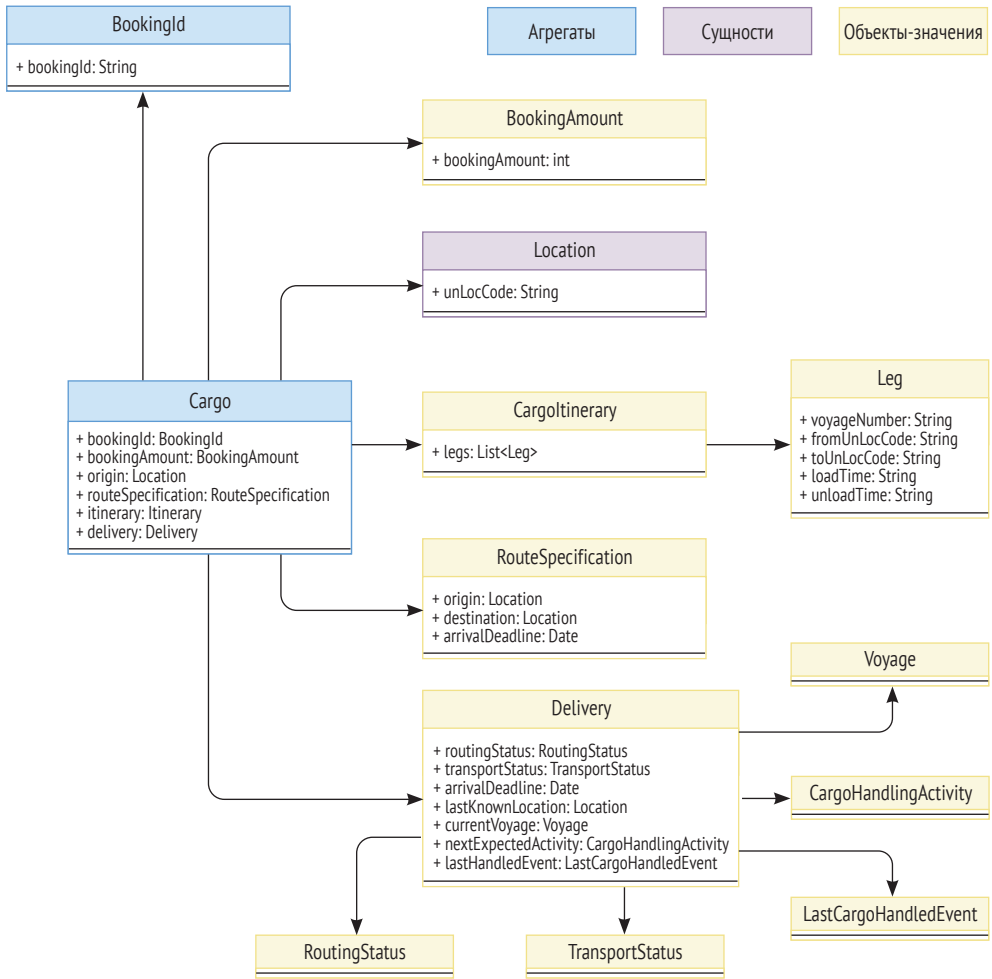 BookingId
+ bookingId: String
Агрегаты
Сущности
Объекты-значения
BookingAmount
+ bookingAmount: int
Location
+ unLocCode: String
Cargo
+ bookingId: BookingId
+ bookingAmount: BookingAmount
+ origin: Location
+ routeSpecification: RouteSpecification
+ itinerary: Itinerary
+ delivery: Delivery
CargoItinerary
+ legs: List<Leg>
Leg
+ voyageNumber: String
+ fromUnLocCode: String
+ toUnLocCode: String
+ loadTime: String
+ unloadTime: String
RouteSpecification
+ origin: Location
+ destination: Location
+ arrivalDeadline: Date
Delivery
+ routingStatus: RoutingStatus
+ transportStatus: TransportStatus
+ arrivalDeadline: Date
+ lastKnownLocation: Location
+ currentVoyage: Voyage
+ nextExpectedActivity: CargoHandlingActivity
+ lastHandledEvent: LastCargoHandledEvent
Voyage
CargoHandlingActivity
LastCargoHandledEvent
RoutingStatus
TransportStatus